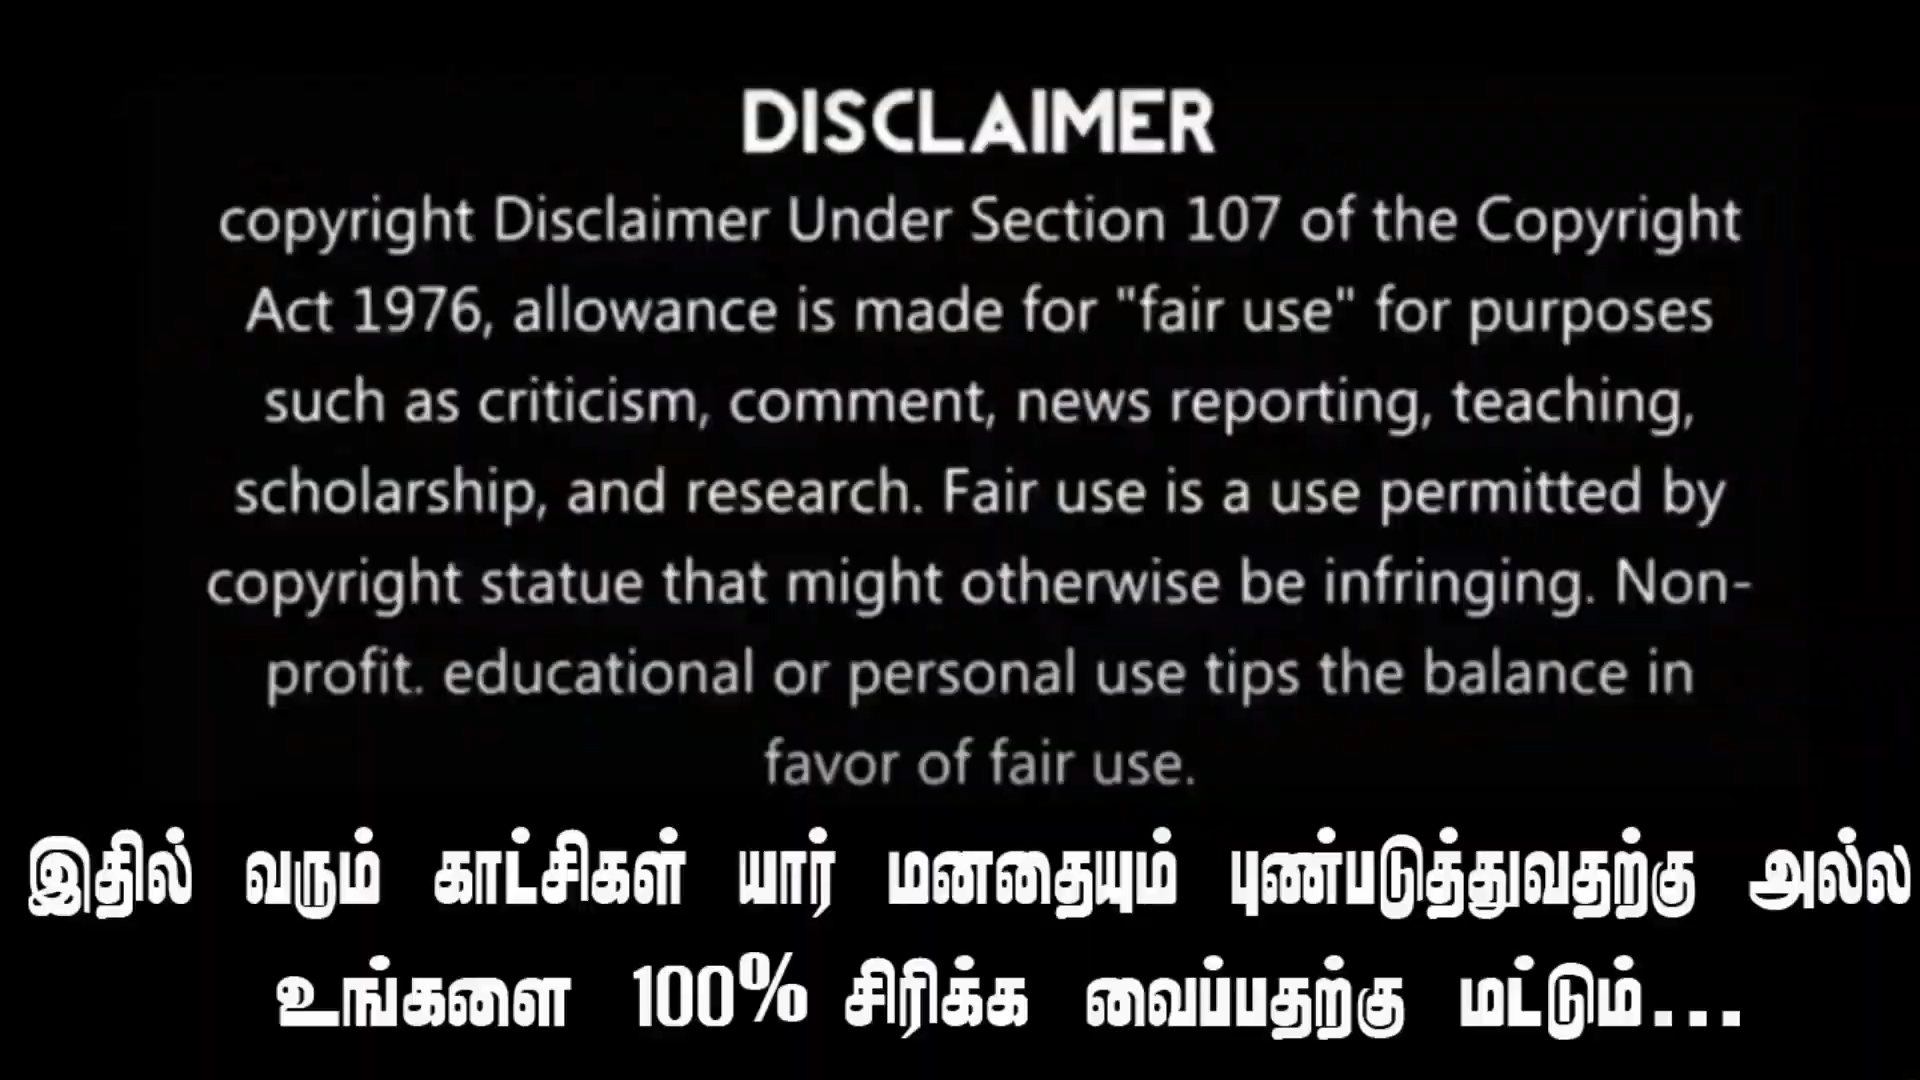 DISCLAIMER
copyright Disclaimer Under Section 107 of the Copyright
Act 1976, allowance is made for "fair use" for purposes
such as criticism, comment, news reporting, teaching,
scholarship, and research. Fair use is a use permitted by
copyright statue that might otherwise be infringing. Non-
profit. educational or personal use tips the balance in
favor of fair use.
இதில் வரும் காட்சிகள் யார் மனதையும் புண்படுத்துவதற்கு அல்ல
உங்களை 100% சிரிக்க வைப்பதற்கு மட்டும்...